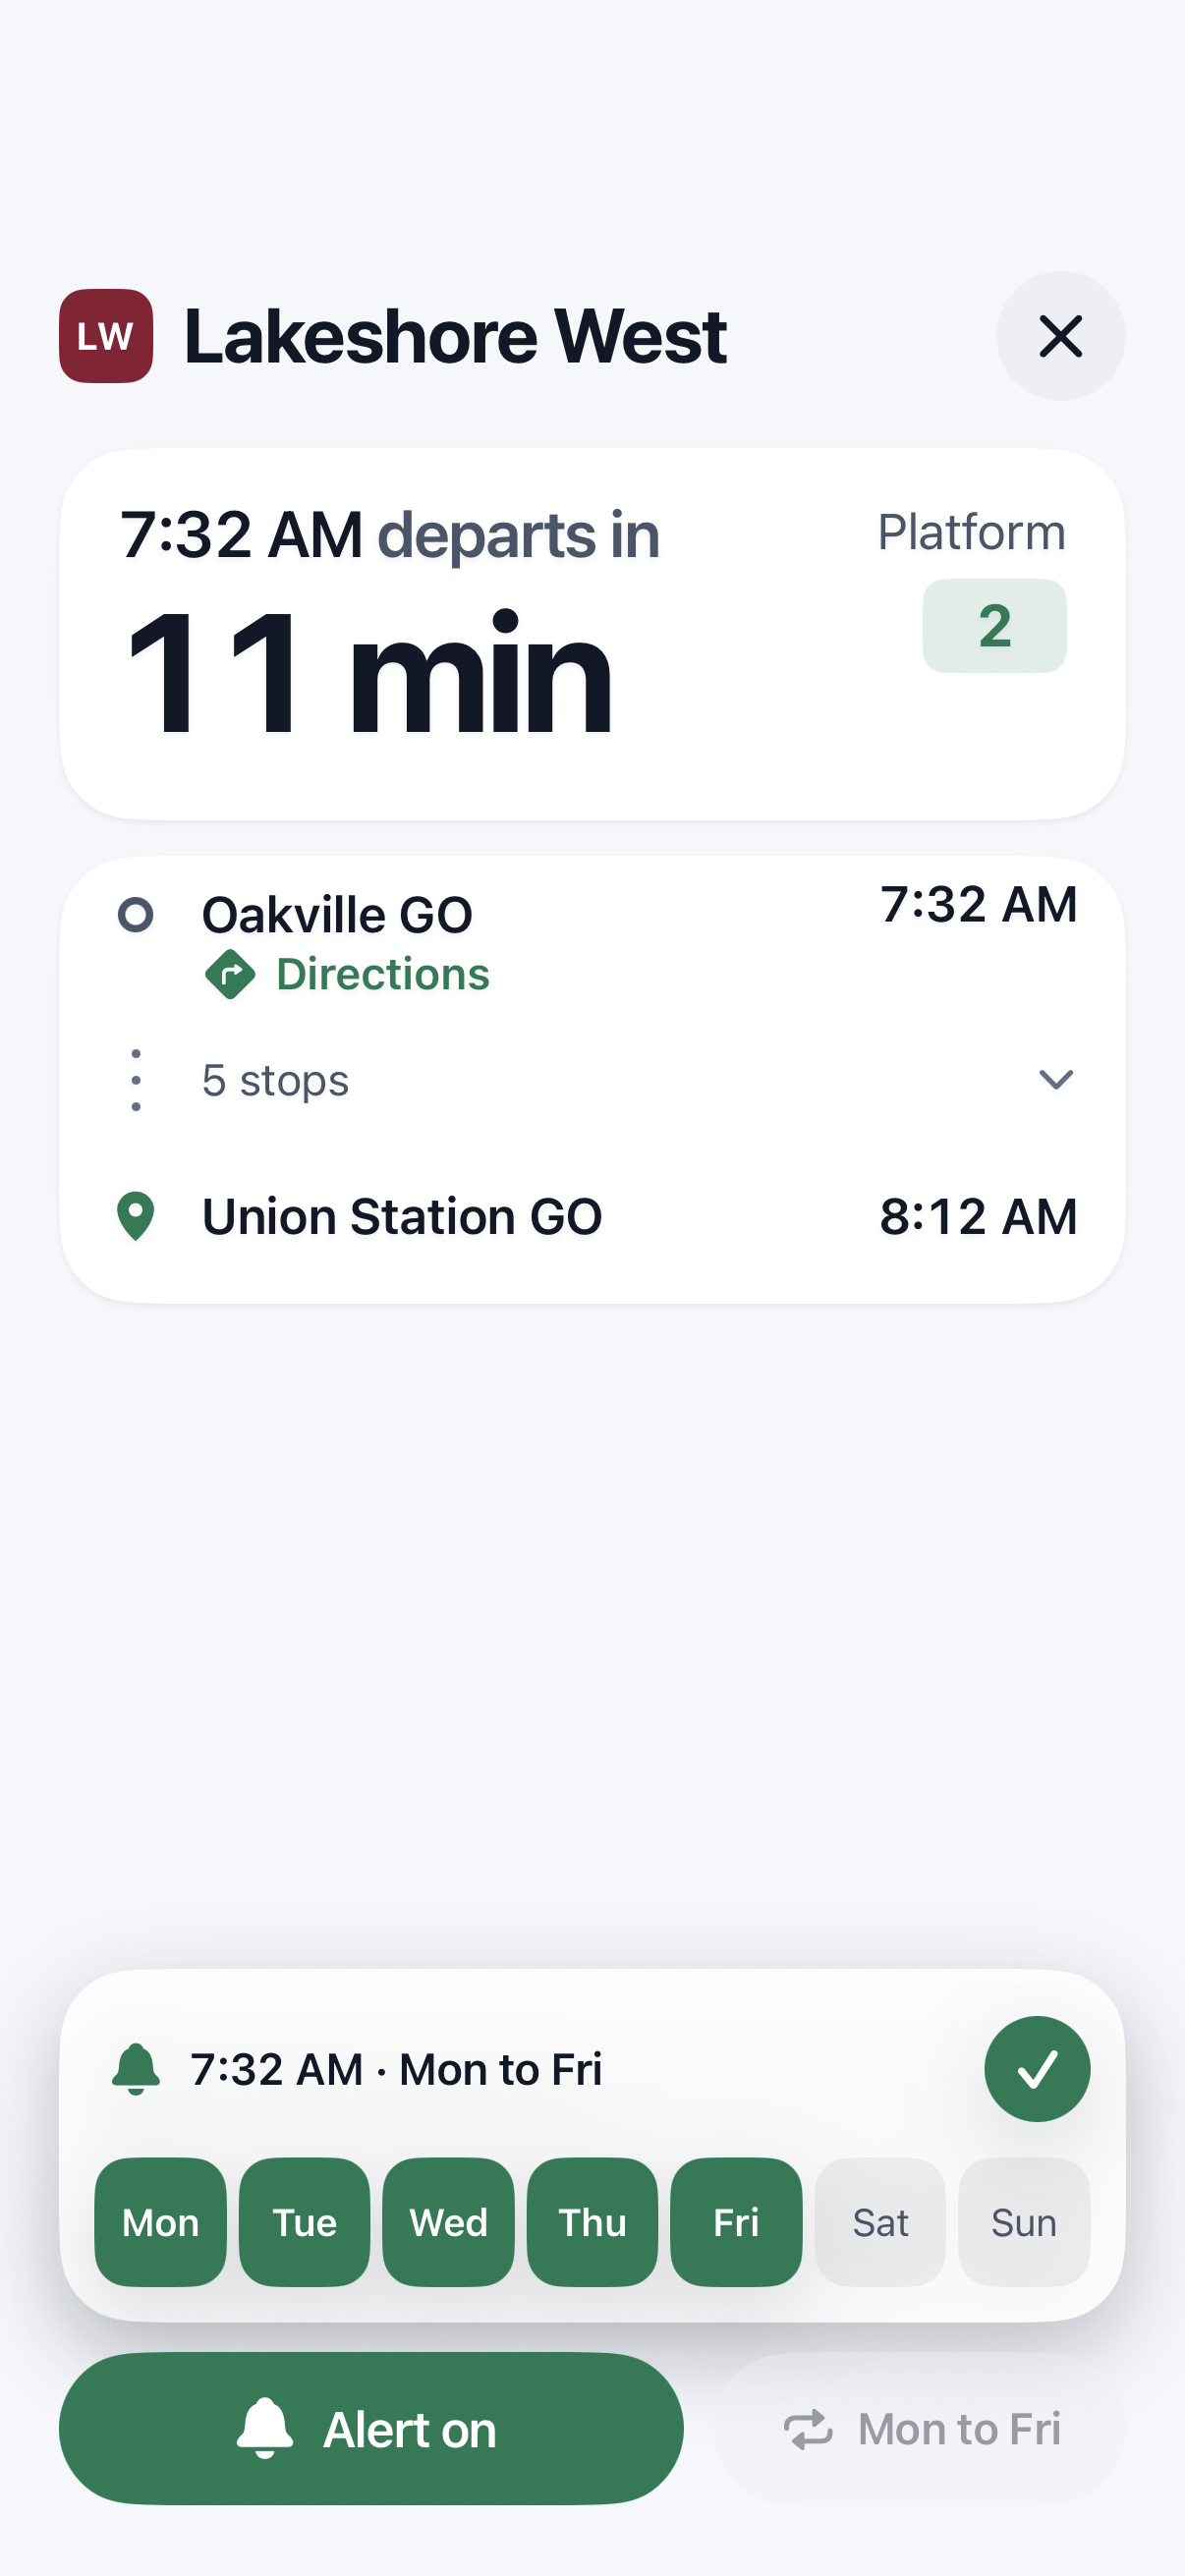 LW Lakeshore West
7:32 AM departs in
Platform
11 min
2
Oakville GO 7:32 AM
Directions
5 stops
Union Station GO 8:12 AM
7:32 AM · Mon to Fri
Mon Tue Wed Thu Fri Sat Sun
Alert on
Mon to Fri